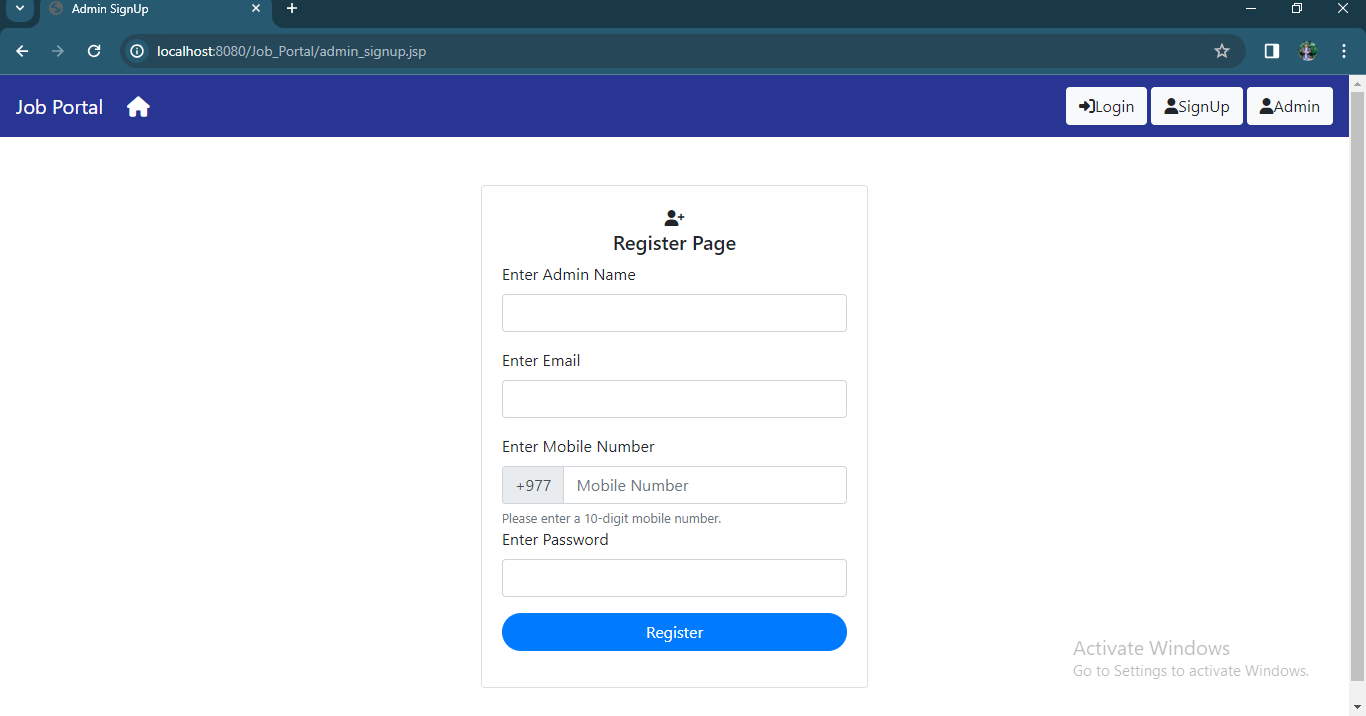 Admin SignUp
localhost:8080/Job_Portal/admin_signup.jsp
Job Portal
Login SignUp Admin
Register Page
Enter Admin Name
Enter Email
Enter Mobile Number
+977 Mobile Number
Please enter a 10-digit mobile number.
Enter Password
Register
Activate Windows
Go to Settings to activate Windows.